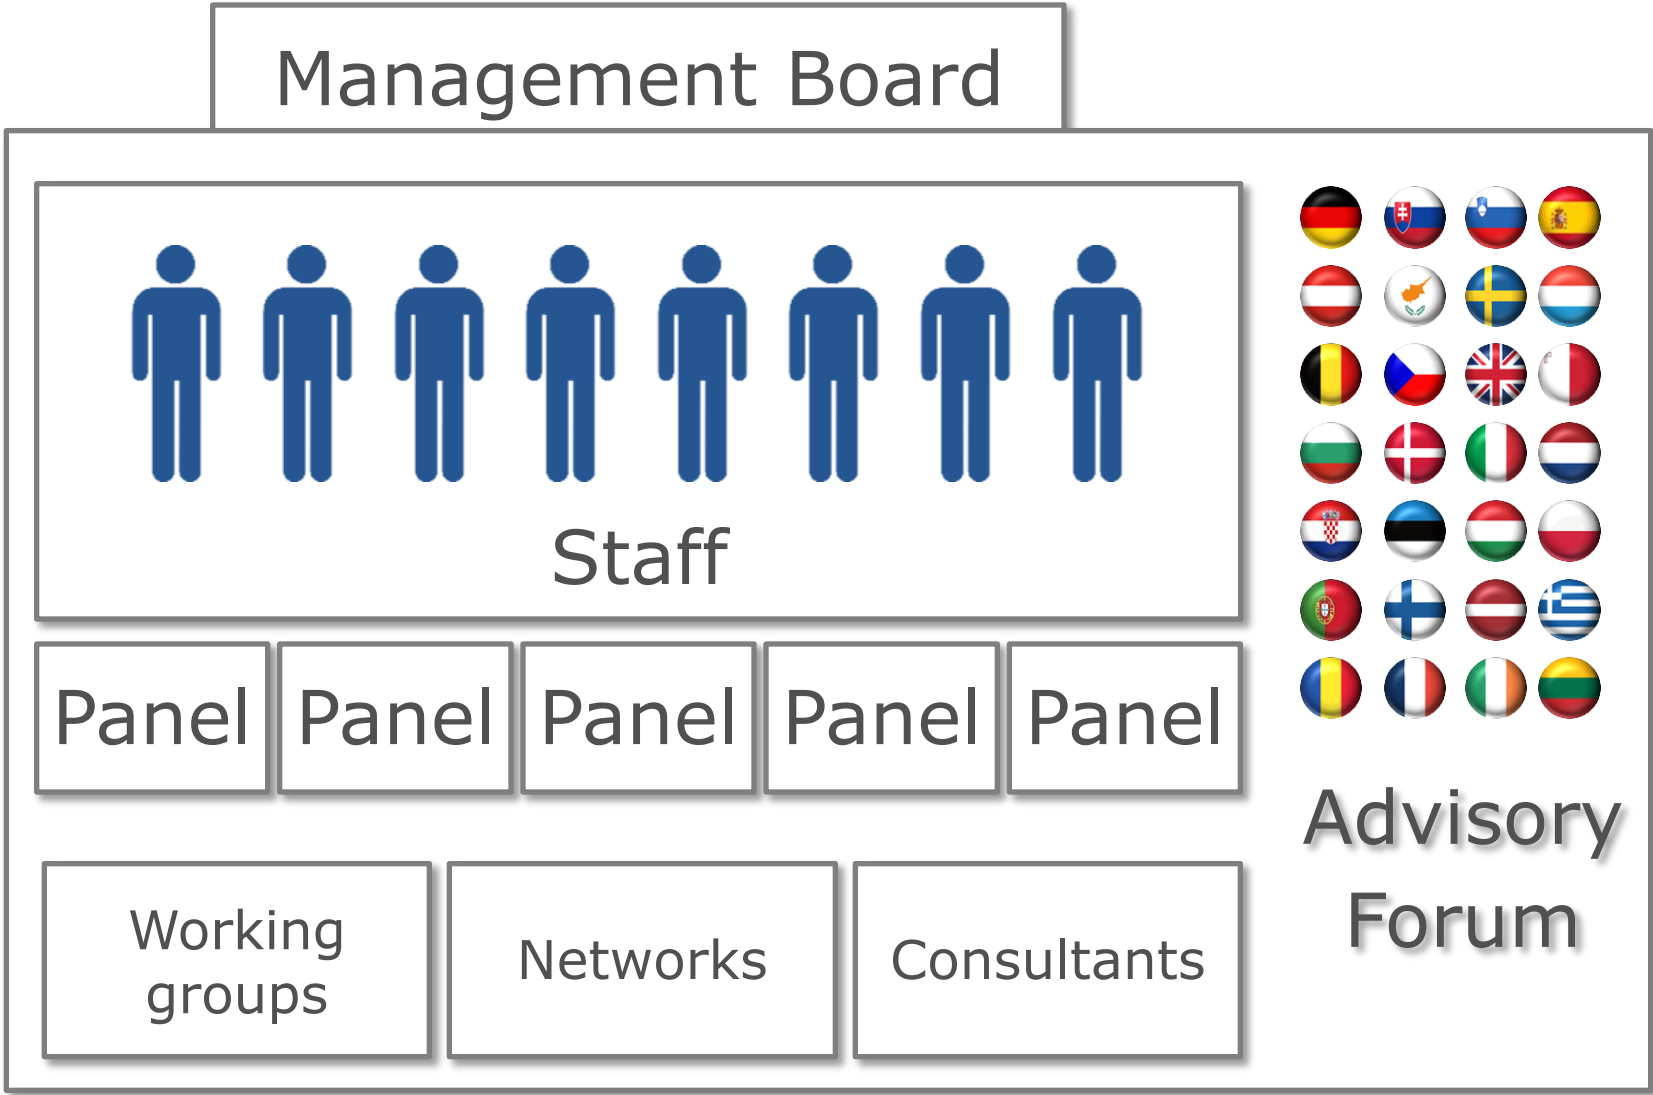 Management Board
Staff
Panel Panel Panel Panel Panel
Advisory
Forum
Working
groups
Networks
Consultants